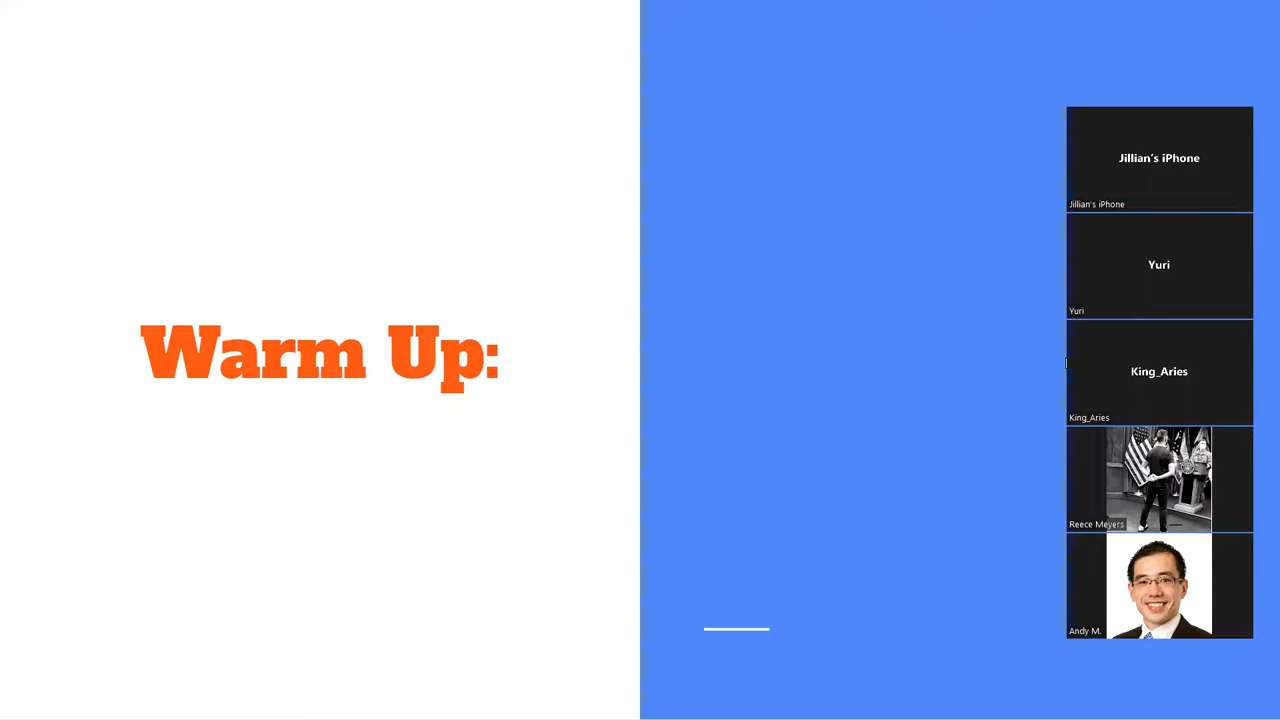 Warm Up:
Jillian's iPhone
Jillian's iPhone
Yuri
Yuri
King_Aries
King_Aries
Reece Meyers
Andy M.